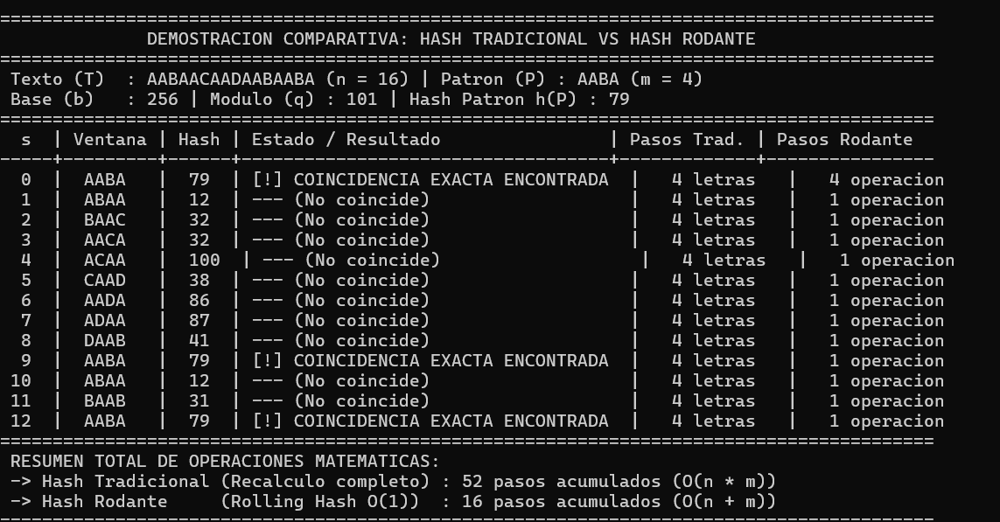 ===========================================================================================
DEMOSTRACION COMPARATIVA: HASH TRADICIONAL VS HASH RODANTE
===========================================================================================
Texto (T)  : AABAACAADAABAABA (n = 16) | Patron (P) : AABA (m = 4)
Base (b)   : 256 | Modulo (q) : 101 | Hash Patron h(P) : 79
===========================================================================================
  s  | Ventana | Hash | Estado / Resultado                | Pasos Trad. | Pasos Rodante
-----+---------+------+-----------------------------------+-------------+----------------
  0  |  AABA   |  79  | [!] COINCIDENCIA EXACTA ENCONTRADA  |   4 letras   |   4 operacion
  1  |  ABAA   |  12  | --- (No coincide)                   |   4 letras   |   1 operacion
  2  |  BAAC   |  32  | --- (No coincide)                   |   4 letras   |   1 operacion
  3  |  AACA   |  32  | --- (No coincide)                   |   4 letras   |   1 operacion
  4  |  ACAA   |  100  | --- (No coincide)                   |   4 letras   |   1 operacion
  5  |  CAAD   |  38  | --- (No coincide)                   |   4 letras   |   1 operacion
  6  |  AADA   |  86  | --- (No coincide)                   |   4 letras   |   1 operacion
  7  |  ADAA   |  87  | --- (No coincide)                   |   4 letras   |   1 operacion
  8  |  DAAB   |  41  | --- (No coincide)                   |   4 letras   |   1 operacion
  9  |  AABA   |  79  | [!] COINCIDENCIA EXACTA ENCONTRADA  |   4 letras   |   1 operacion
 10  |  ABAA   |  12  | --- (No coincide)                   |   4 letras   |   1 operacion
 11  |  BAAB   |  31  | --- (No coincide)                   |   4 letras   |   1 operacion
 12  |  AABA   |  79  | [!] COINCIDENCIA EXACTA ENCONTRADA  |   4 letras   |   1 operacion
===========================================================================================
RESUMEN TOTAL DE OPERACIONES MATEMATICAS:
-> Hash Tradicional (Recalculo completo) : 52 pasos acumulados (O(n * m))
-> Hash Rodante     (Rolling Hash O(1))  : 16 pasos acumulados (O(n + m))
===========================================================================================